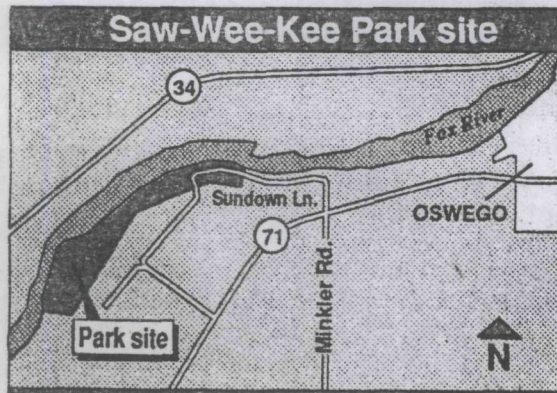 Saw-Wee-Kee Park site
34
Fox River
Sundown Ln.
OSWEGO
71
Minkler Rd.
Park site
N